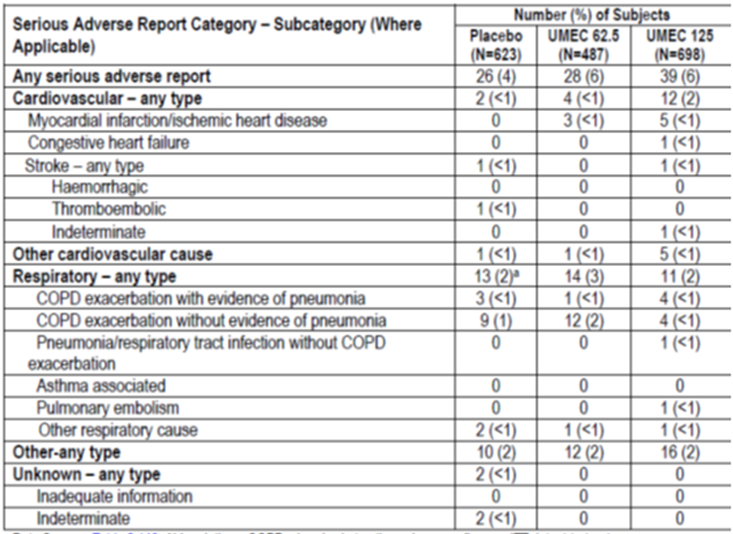 Serious Adverse Report Category – Subcategory (Where Applicable) Number (%) of Subjects
Placebo (N=623) UMEC 62.5 (N=487) UMEC 125 (N=698)
Any serious adverse report 26 (4) 28 (6) 39 (6)
Cardiovascular – any type 2 (<1) 4 (<1) 12 (2)
Myocardial infarction/ischemic heart disease 0 3 (<1) 5 (<1)
Congestive heart failure 0 0 1 (<1)
Stroke – any type 1 (<1) 0 1 (<1)
Haemorrhagic 0 0 0
Thromboembolic 1 (<1) 0 0
Indeterminate 0 0 1 (<1)
Other cardiovascular cause 1 (<1) 1 (<1) 5 (<1)
Respiratory – any type 13 (2)ª 14 (3) 11 (2)
COPD exacerbation with evidence of pneumonia 3 (<1) 1 (<1) 4 (<1)
COPD exacerbation without evidence of pneumonia 9 (1) 12 (2) 4 (<1)
Pneumonia/respiratory tract infection without COPD exacerbation 0 0 1 (<1)
Asthma associated 0 0 0
Pulmonary embolism 0 0 1 (<1)
Other respiratory cause 2 (<1) 1 (<1) 1 (<1)
Other-any type 10 (2) 12 (2) 16 (2)
Unknown – any type 2 (<1) 0 0
Inadequate information 0 0 0
Indeterminate 2 (<1) 0 0